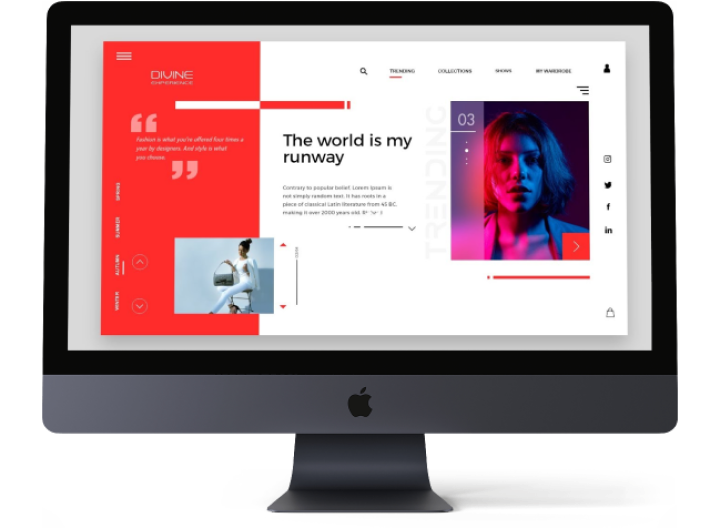 DIVINE
EXPERIENCE
TRENDING
COLLECTIONS
SHOWS
MY WARDROBE
Fashion is what you're offered four times a
year by designers. And style is what
you choose.
SPRING
SUMMER
AUTUMN
WINTER
The world is my
runway
Contrary to popular belief, Lorem Ipsum is
not simply random text. It has roots in a
piece of classical Latin literature from 45 BC,
making it over 2000 years old.
TRENDING
03